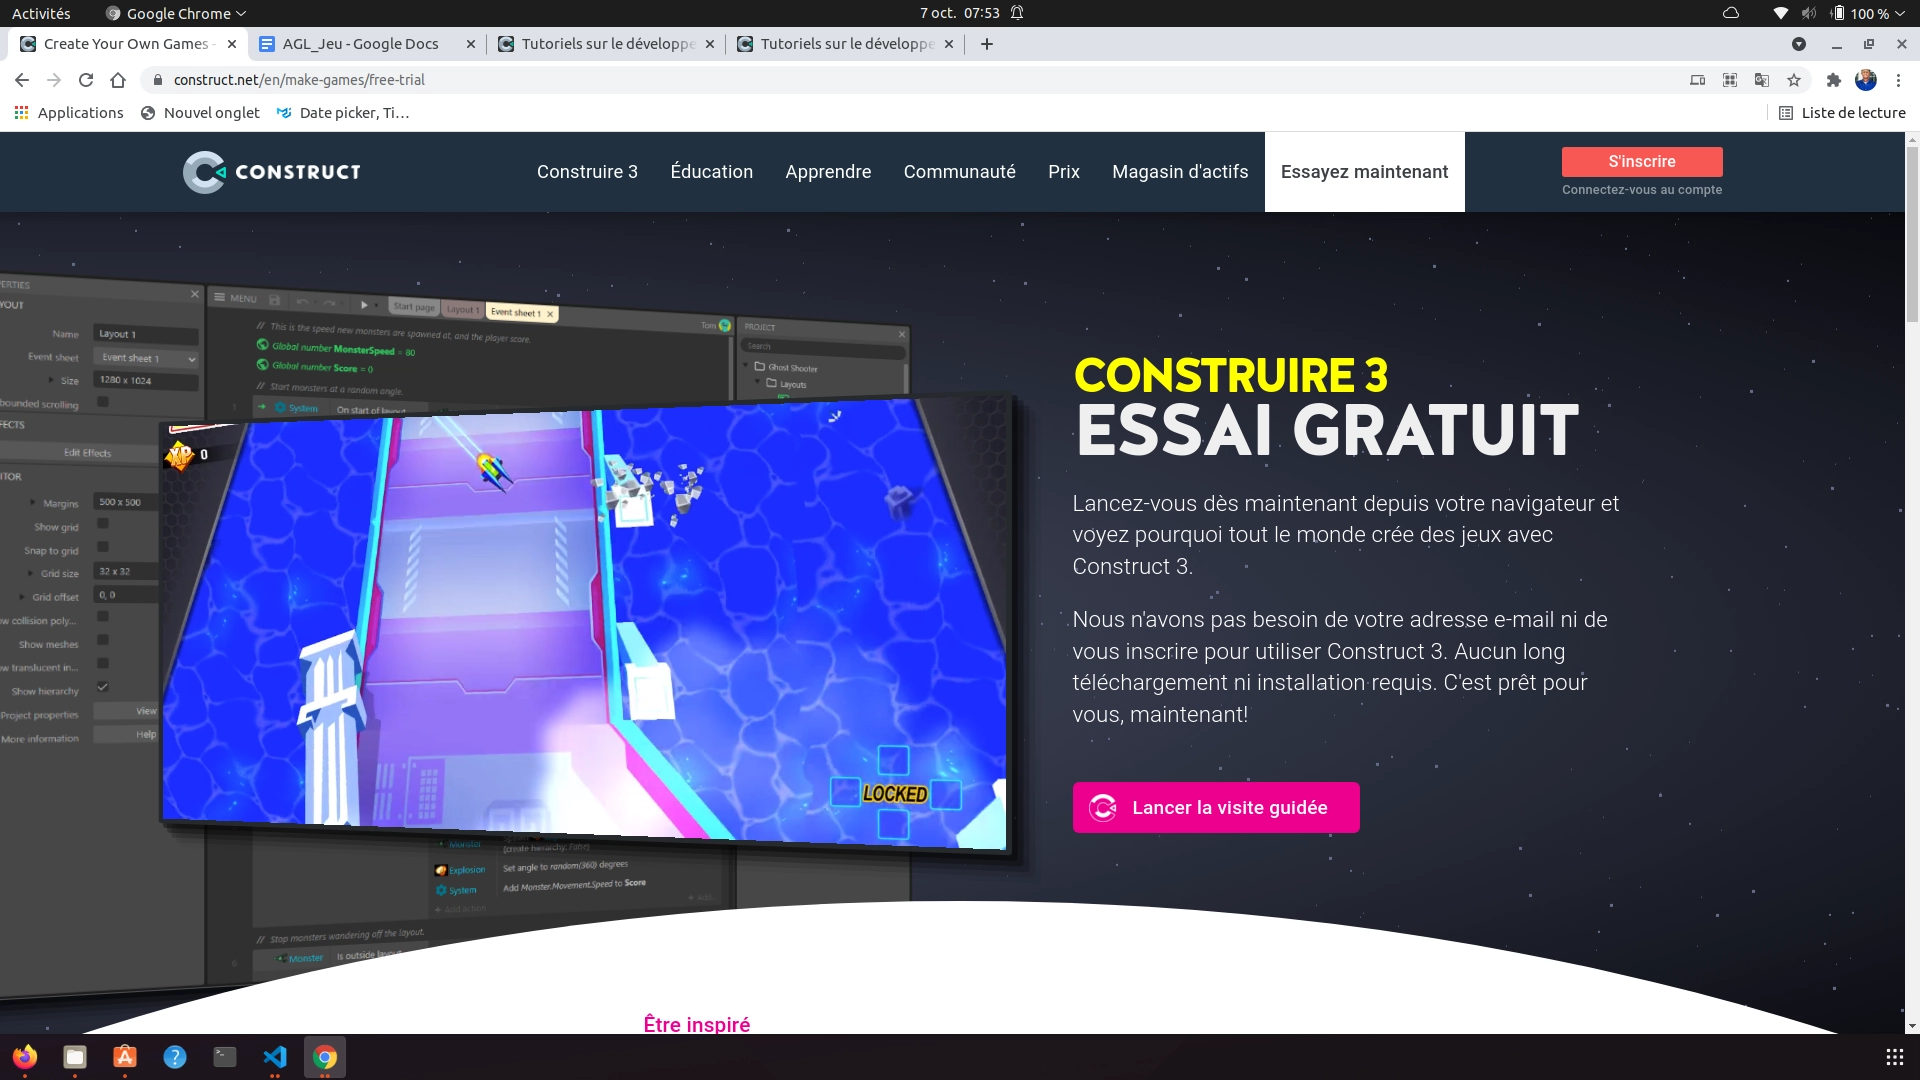 Activités
Google Chrome
7 oct. 07:53
100 %
Create Your Own Games -
AGL_Jeu - Google Docs
Tutoriels sur le développe
Tutoriels sur le développe
construct.net/en/make-games/free-trial
Applications
Nouvel onglet
Date picker, Ti...
Liste de lecture
CONSTRUCT
Construire 3
Éducation
Apprendre
Communauté
Prix
Magasin d'actifs
Essayez maintenant
S'inscrire
Connectez-vous au compte
MENU
Start page
Layout 1
Event sheet 1
Tom
PROJECT
Search
Ghost Shooter
Layouts
Name
Layout 1
Event sheet
Event sheet 1
Size
1280 x 1024
Edit Effects
Margins
500 x 500
Show grid
Snap to grid
Grid size
32 x 32
Grid offset
0, 0
Show meshes
Show hierarchy
Project properties
View
More information
Help
// This is the speed new monsters are spawned at, and the player score.
Global number MonsterSpeed = 80
Global number Score = 0
// Start monsters at a random angle.
1
System
On start of layout
XP 0
LOCKED
Monster
(create hierarchy: False)
Explosion
Set angle to random(360) degrees
System
Add Monster.Movement.Speed to Score
+ Add action
+ Add...
// Stop monsters wandering off the layout.
6
Monster
Is outside layout
CONSTRUIRE 3
ESSAI GRATUIT
Lancez-vous dès maintenant depuis votre navigateur et
voyez pourquoi tout le monde crée des jeux avec
Construct 3.
Nous n'avons pas besoin de votre adresse e-mail ni de
vous inscrire pour utiliser Construct 3. Aucun long
téléchargement ni installation requis. C'est prêt pour
vous, maintenant!
Lancer la visite guidée
Être inspiré